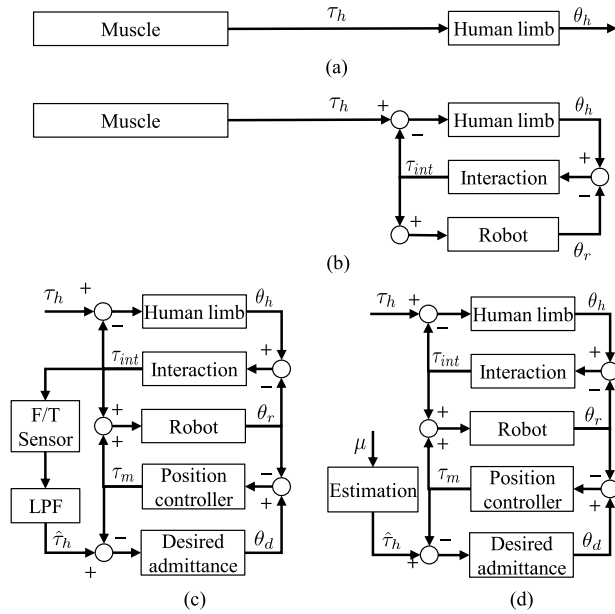 Muscle τ_h Human limb θ_h
(a)
Muscle τ_h + − Human limb θ_h
τ_int Interaction + −
+ Robot θ_r
(b)
τ_h + − Human limb θ_h
τ_int Interaction + −
F/T Sensor
+ + Robot θ_r
LPF
τ_m Position controller −
+
τ̂_h + − Desired admittance θ_d
(c)
τ_h + − Human limb θ_h
τ_int Interaction + −
+ + Robot θ_r
μ
Estimation
τ_m Position controller −
+
τ̂_h + − Desired admittance θ_d
(d)